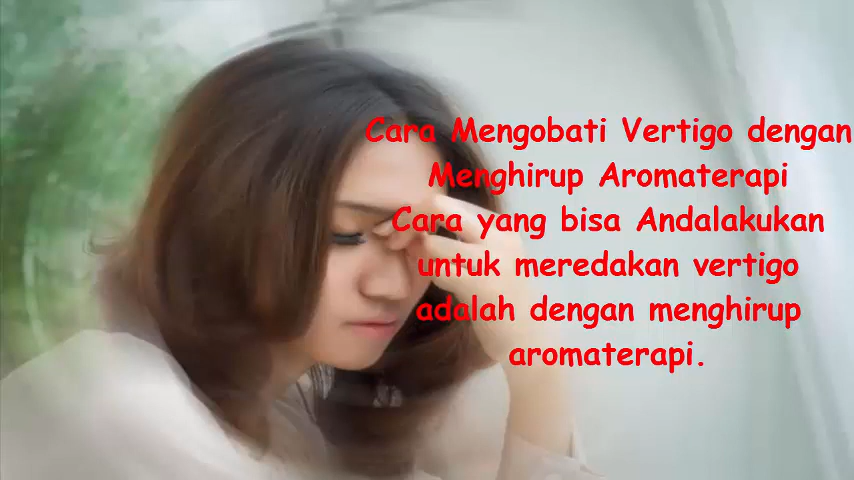 Cara Mengobati Vertigo dengan
Menghirup Aromaterapi
Cara yang bisa Andalakukan
untuk meredakan vertigo
adalah dengan menghirup
aromaterapi.